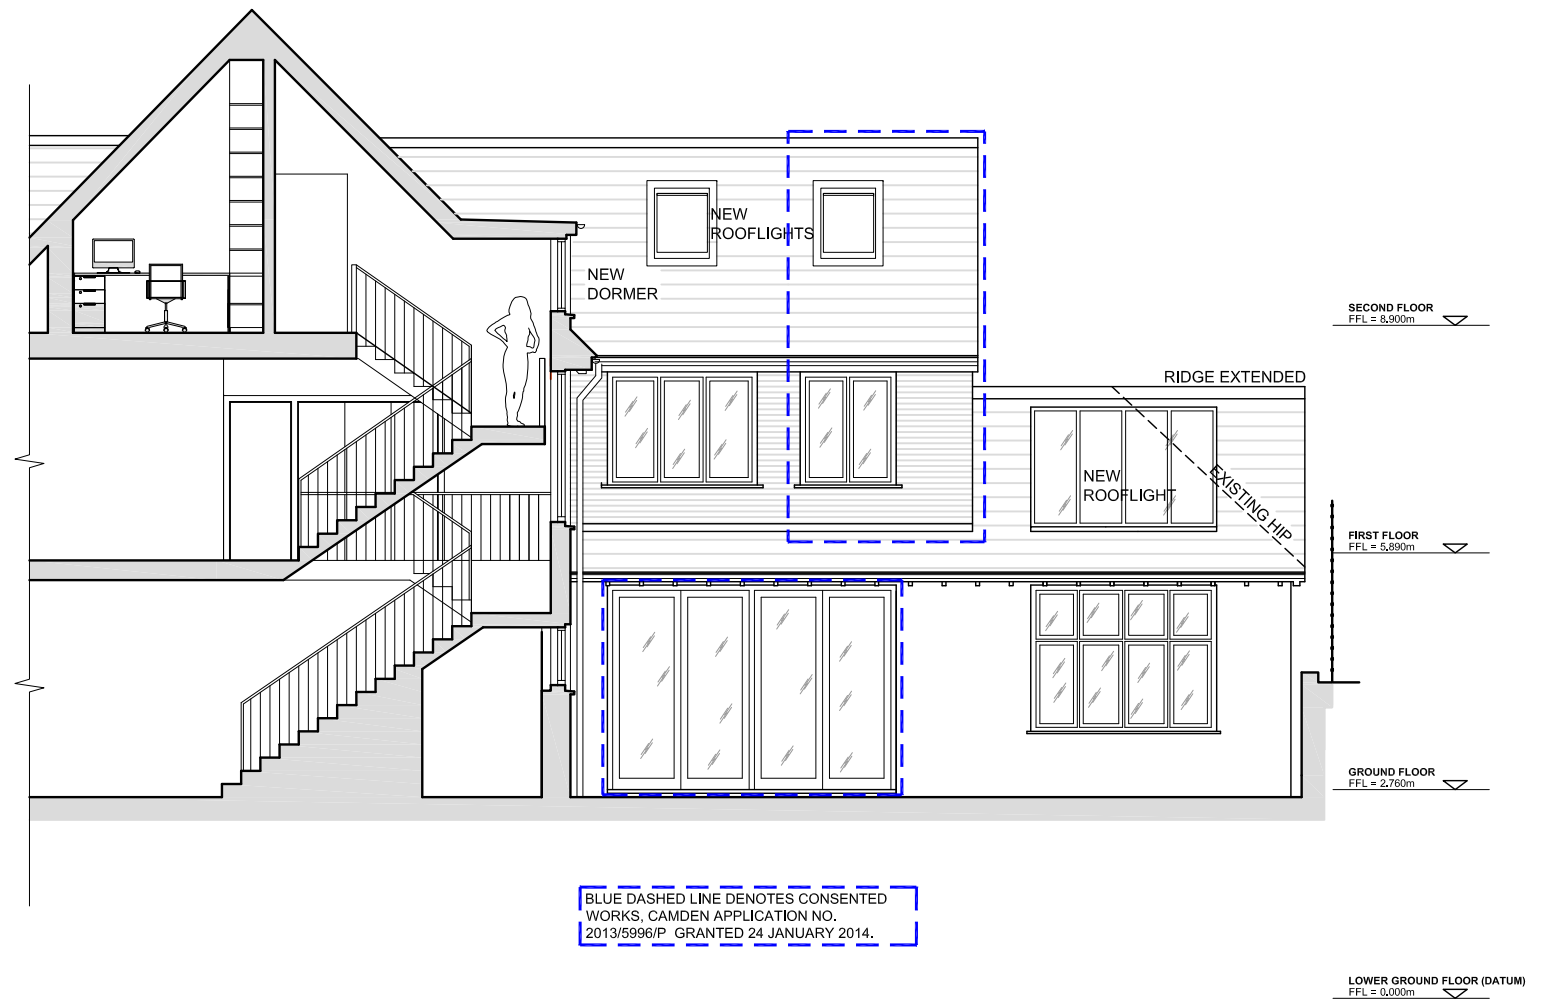 NEW
ROOFLIGHTS
NEW
DORMER
SECOND FLOOR
FFL = 8.900m
RIDGE EXTENDED
NEW
ROOFLIGHT
EXISTING HIP
FIRST FLOOR
FFL = 5.890m
GROUND FLOOR
FFL = 2.760m
BLUE DASHED LINE DENOTES CONSENTED
WORKS, CAMDEN APPLICATION NO.
2013/5996/P GRANTED 24 JANUARY 2014.
LOWER GROUND FLOOR (DATUM)
FFL = 0.000m